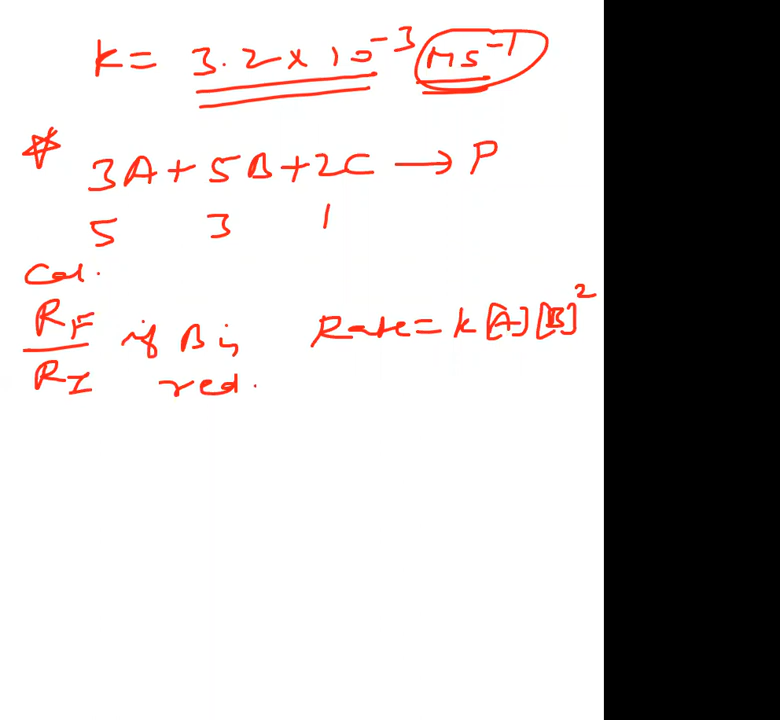 k = 3.2 x 10⁻³ Ms⁻¹
☆ 3A + 5B + 2C → P
5 3 1
Cal.
R_F / R_I if B is red.
Rate = k [A] [B]²